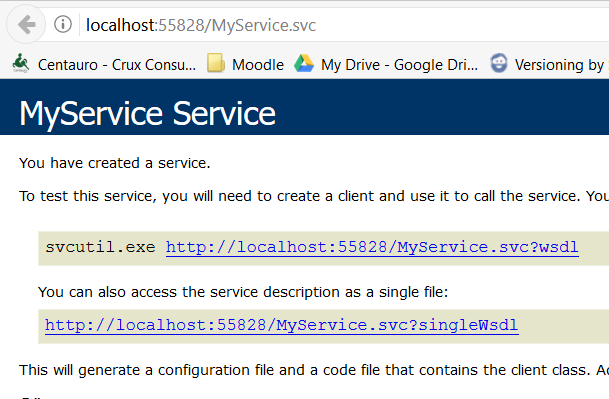 localhost:55828/MyService.svc
Centauro - Crux Consu... Moodle My Drive - Google Dri... Versioning by
MyService Service
You have created a service.
To test this service, you will need to create a client and use it to call the service. You
svcutil.exe http://localhost:55828/MyService.svc?wsdl
You can also access the service description as a single file:
http://localhost:55828/MyService.svc?singleWsdl
This will generate a configuration file and a code file that contains the client class.